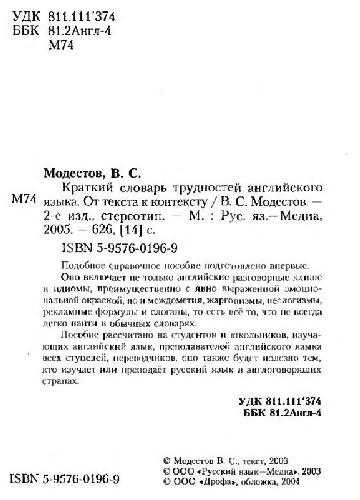 УДК 811.111'374
ББК 81.2Англ-4
М74
Модестов, В. С.
М74 Краткий словарь трудностей английского
языка. От текста к контексту / В. С. Модестов. —
2-е изд., стереотип. — М. : Рус. яз.—Медиа,
2005. — 626, [14] с.
ISBN 5-9576-0196-9
Подобное справочное пособие подготовлено впервые.
Оно включает не только английские разговорные клише
и идиомы, преимущественно с явно выраженной эмоцио-
нальной окраской, но и междометия, жаргонизмы, неологизмы,
рекламные формулы и слоганы, то есть всё то, что не всегда
легко найти в обычных словарях.
Пособие рассчитано на студентов и школьников, изуча-
ющих английский язык, преподавателей английского языка
всех ступеней, переводчиков, оно также будет полезно тем,
кто изучает или преподаёт русский язык в англоговорящих
странах.
УДК 811.111'374
ББК 81.2Англ-4
© Модестов В. С., текст, 2003
© ООО «Русский язык—Медиа», 2003
ISBN 5-9576-0196-9 © ООО «Дрофа», обложка, 2004